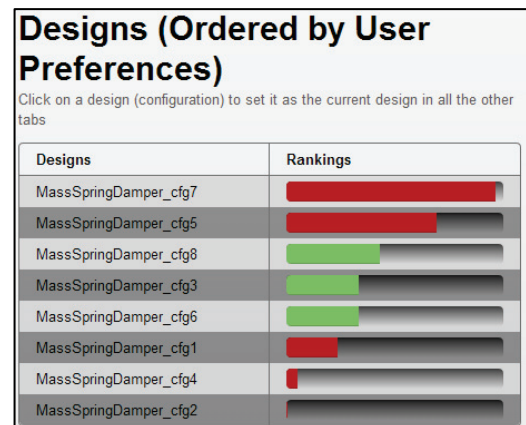 Designs (Ordered by User
Preferences)
Click on a design (configuration) to set it as the current design in all the other
tabs
Designs Rankings
MassSpringDamper_cfg7
MassSpringDamper_cfg5
MassSpringDamper_cfg8
MassSpringDamper_cfg3
MassSpringDamper_cfg6
MassSpringDamper_cfg1
MassSpringDamper_cfg4
MassSpringDamper_cfg2